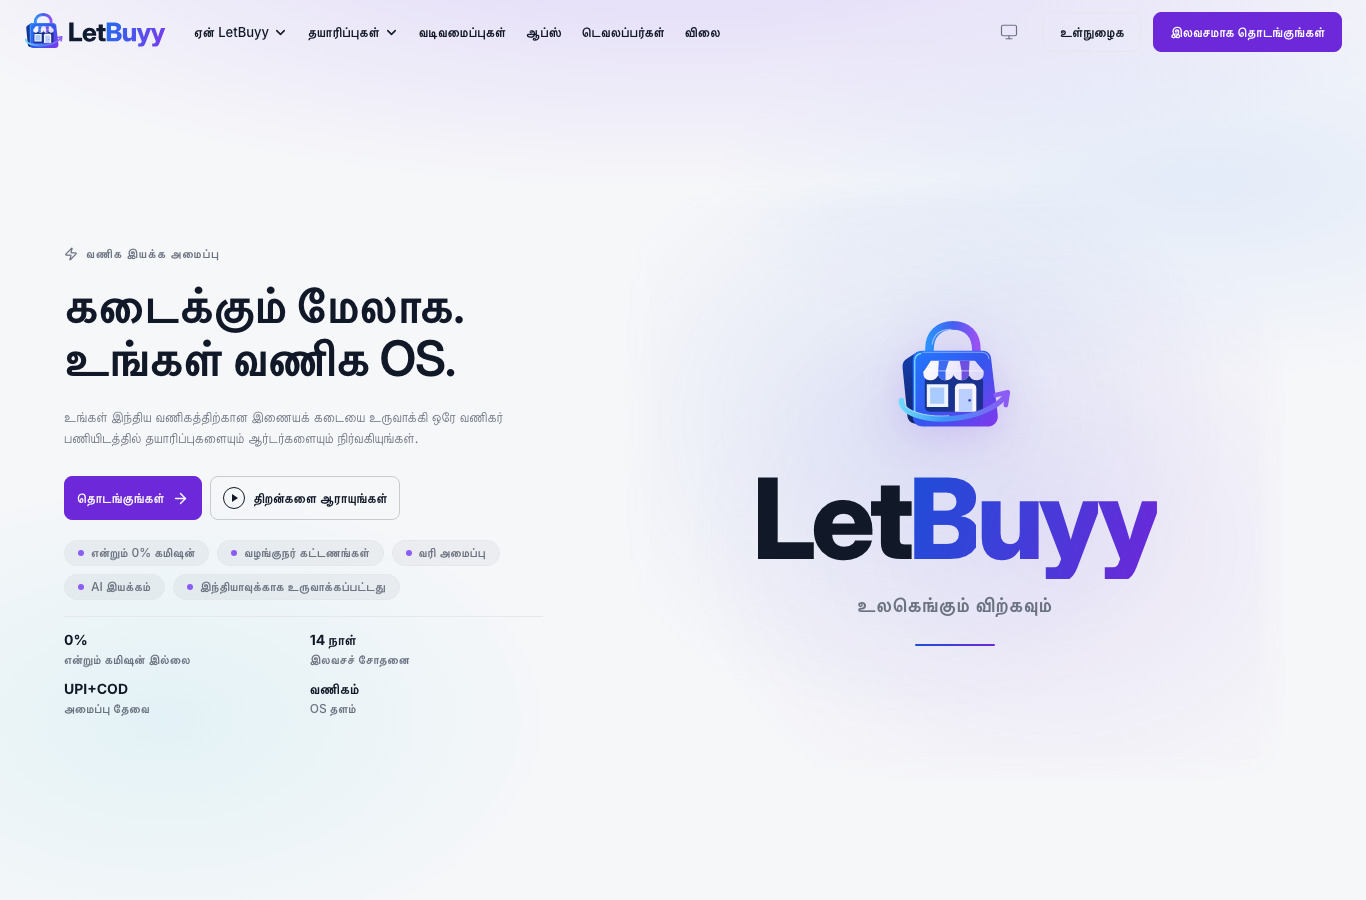 LetBuyy
ஏன் LetBuyy
தயாரிப்புகள்
வடிவமைப்புகள்
ஆப்ஸ்
டெவலப்பர்கள்
விலை
உள்நுழைக
இலவசமாக தொடங்குங்கள்
வணிக இயக்க அமைப்பு
கடைக்கும் மேலாக.
உங்கள் வணிக OS.
உங்கள் இந்திய வணிகத்திற்கான இணையக் கடையை உருவாக்கி ஒரே வணிகர்
பணியிடத்தில் தயாரிப்புகளையும் ஆர்டர்களையும் நிர்வகியுங்கள்.
தொடங்குங்கள்
திறன்களை ஆராயுங்கள்
என்றும் 0% கமிஷன்
வழங்குநர் கட்டணங்கள்
வரி அமைப்பு
AI இயக்கம்
இந்தியாவுக்காக உருவாக்கப்பட்டது
0%
என்றும் கமிஷன் இல்லை
14 நாள்
இலவசச் சோதனை
UPI+COD
அமைப்பு தேவை
வணிகம்
OS தளம்
LetBuyy
உலகெங்கும் விற்கவும்